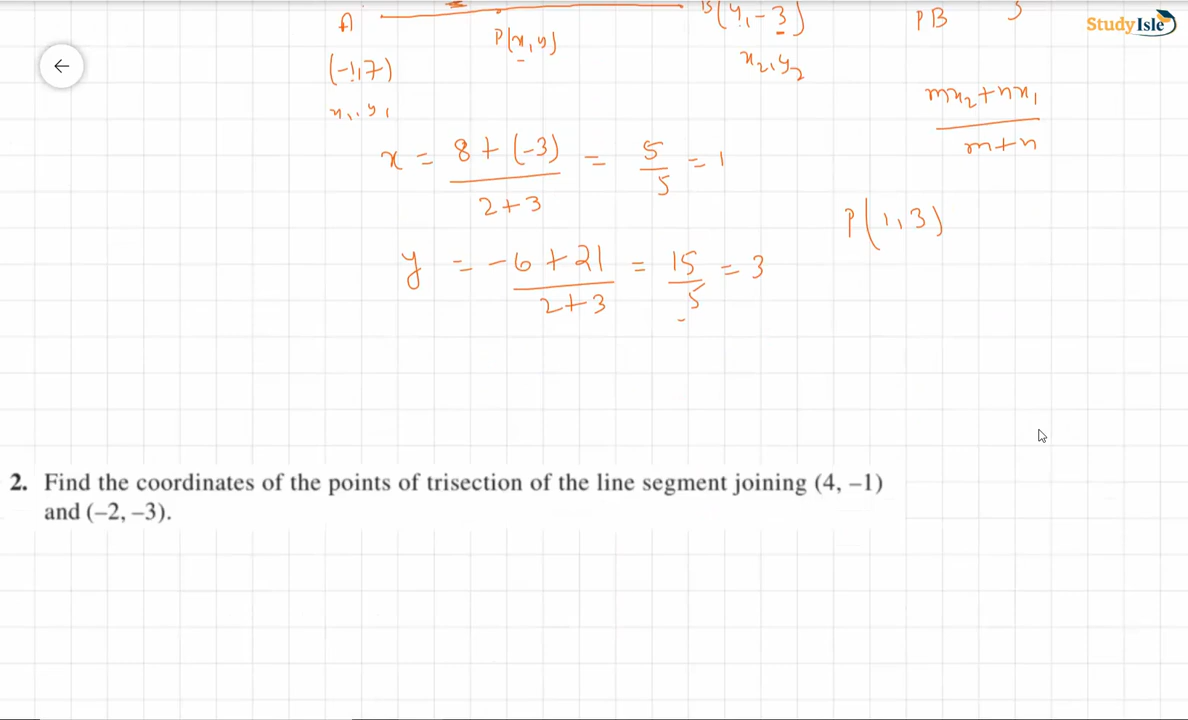 A
P(x, y)
B(4, -3)
PB
3
StudyIsle
(-1, 7)
x₁, y₁
x₂, y₂
mx₂+nx₁
m+n
x = 8 + (-3) = 5 = 1
2+3 5
P(1, 3)
y = -6 + 21 = 15 = 3
2+3 5
2. Find the coordinates of the points of trisection of the line segment joining (4, –1)
and (–2, –3).